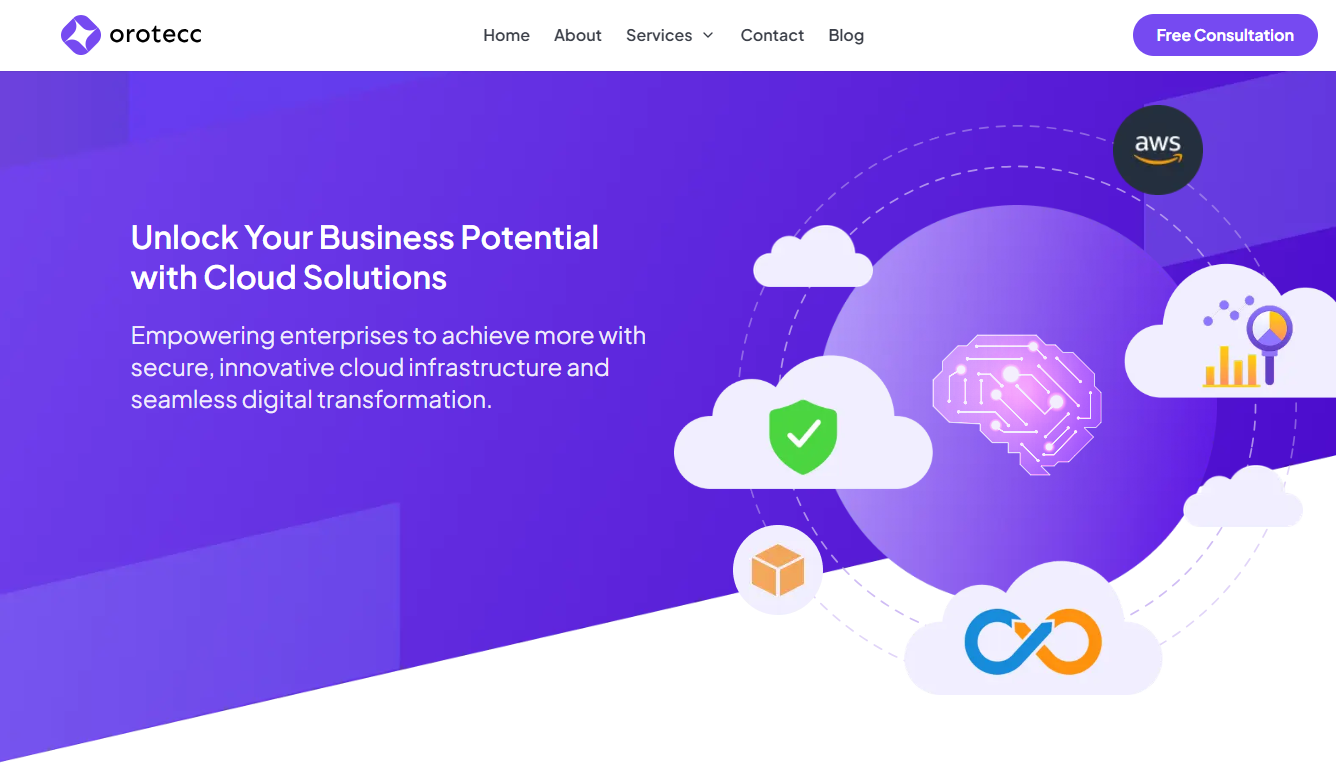 orotecc
Home
About
Services
Contact
Blog
Free Consultation
aws
Unlock Your Business Potential
with Cloud Solutions
Empowering enterprises to achieve more with
secure, innovative cloud infrastructure and
seamless digital transformation.